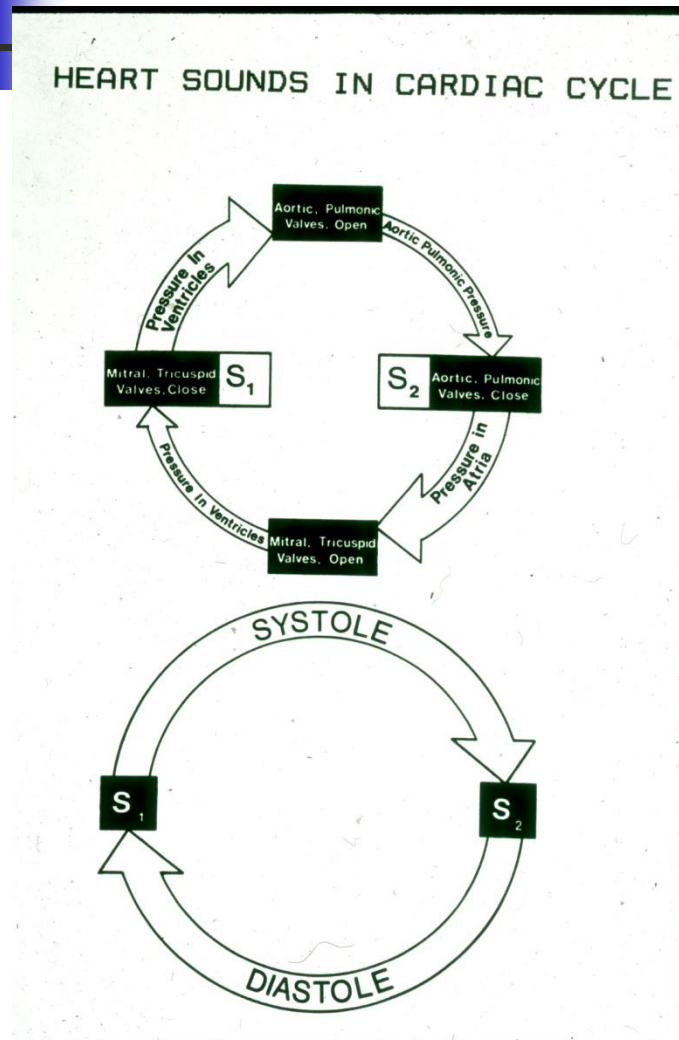 HEART SOUNDS IN CARDIAC CYCLE
Aortic, Pulmonic
Valves, Open
Aortic Pulmonic Pressure
Pressure In
Ventricles
Mitral, Tricuspid
Valves, Close
S1
S2
Aortic, Pulmonic
Valves. Close
Pressure in
Atria
Pressure In Ventricles
Mitral, Tricuspid
Valves, Open
SYSTOLE
S1
S2
DIASTOLE